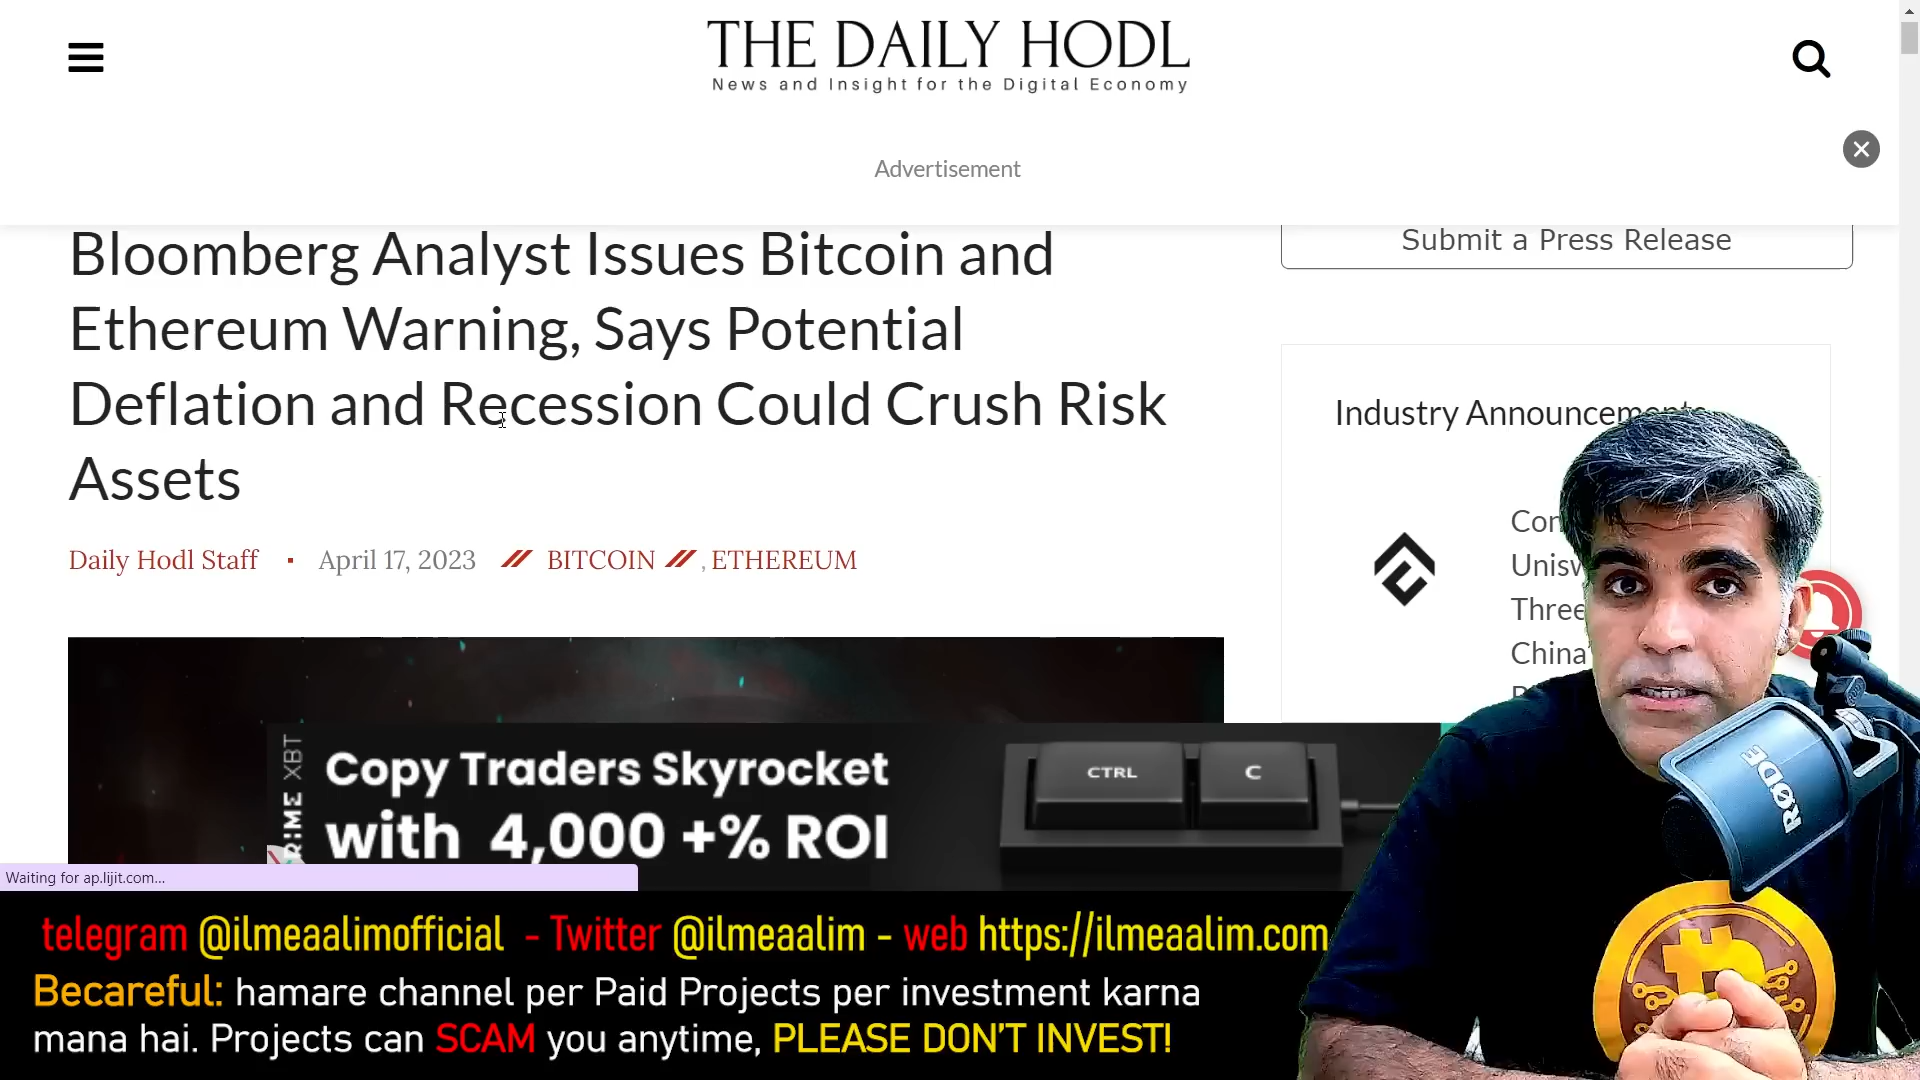 THE DAILY HODL
News and Insight for the Digital Economy
Advertisement
Bloomberg Analyst Issues Bitcoin and
Ethereum Warning, Says Potential
Deflation and Recession Could Crush Risk
Assets
Daily Hodl Staff ▪ April 17, 2023 // BITCOIN // , ETHEREUM
Submit a Press Release
Industry Announcements
Three
China
PRIME XBT
Copy Traders Skyrocket
with 4,000 +% ROI
CTRL
C
RØDE
Waiting for ap.lijit.com...
telegram @ilmeaalimofficial - Twitter @ilmeaalim - web https://ilmeaalim.com
Becareful: hamare channel per Paid Projects per investment karna
mana hai. Projects can SCAM you anytime, PLEASE DON'T INVEST!